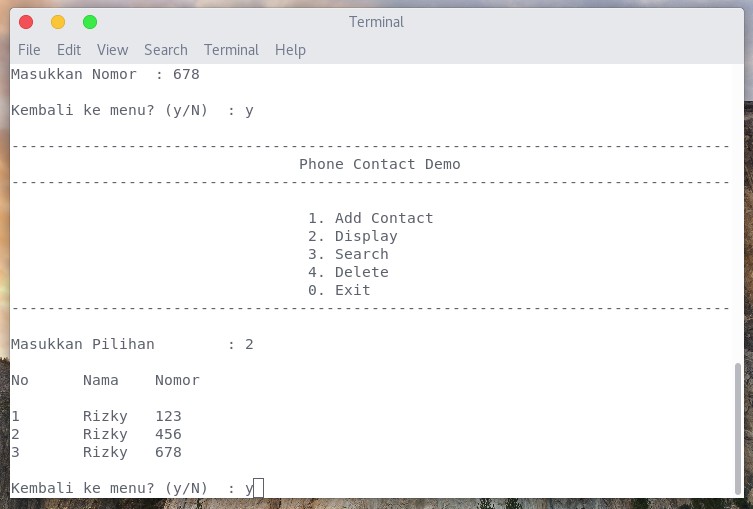 Terminal
File Edit View Search Terminal Help
Masukkan Nomor  : 678
Kembali ke menu? (y/N)  : y
--------------------------------------------------------------------------------
Phone Contact Demo
--------------------------------------------------------------------------------
1. Add Contact
2. Display
3. Search
4. Delete
0. Exit
--------------------------------------------------------------------------------
Masukkan Pilihan        : 2
No      Nama    Nomor
1       Rizky   123
2       Rizky   456
3       Rizky   678
Kembali ke menu? (y/N)  : y